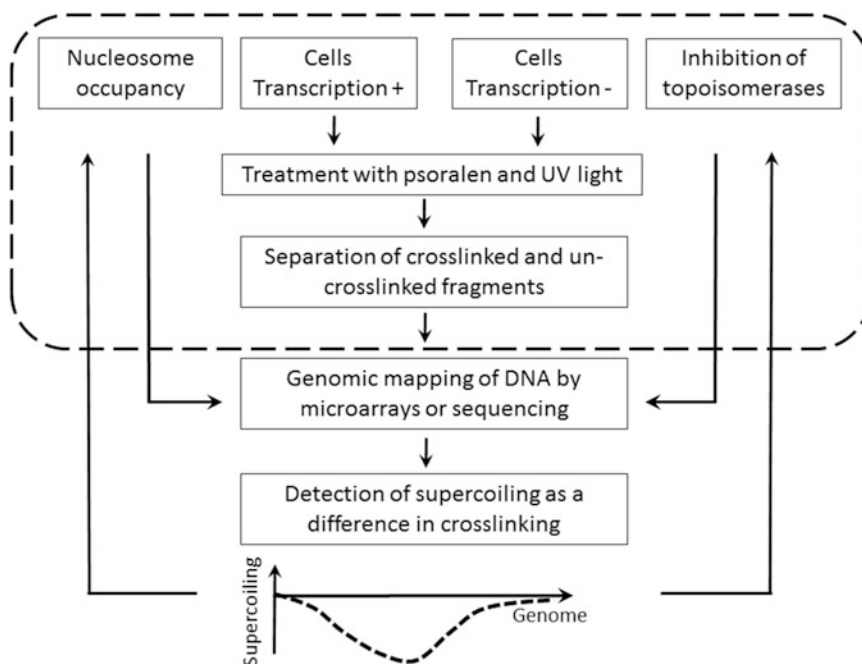 Nucleosome
occupancy
Cells
Transcription +
Cells
Transcription -
Inhibition of
topoisomerases
Treatment with psoralen and UV light
Separation of crosslinked and un-
crosslinked fragments
Genomic mapping of DNA by
microarrays or sequencing
Detection of supercoiling as a
difference in crosslinking
Supercoiling
Genome